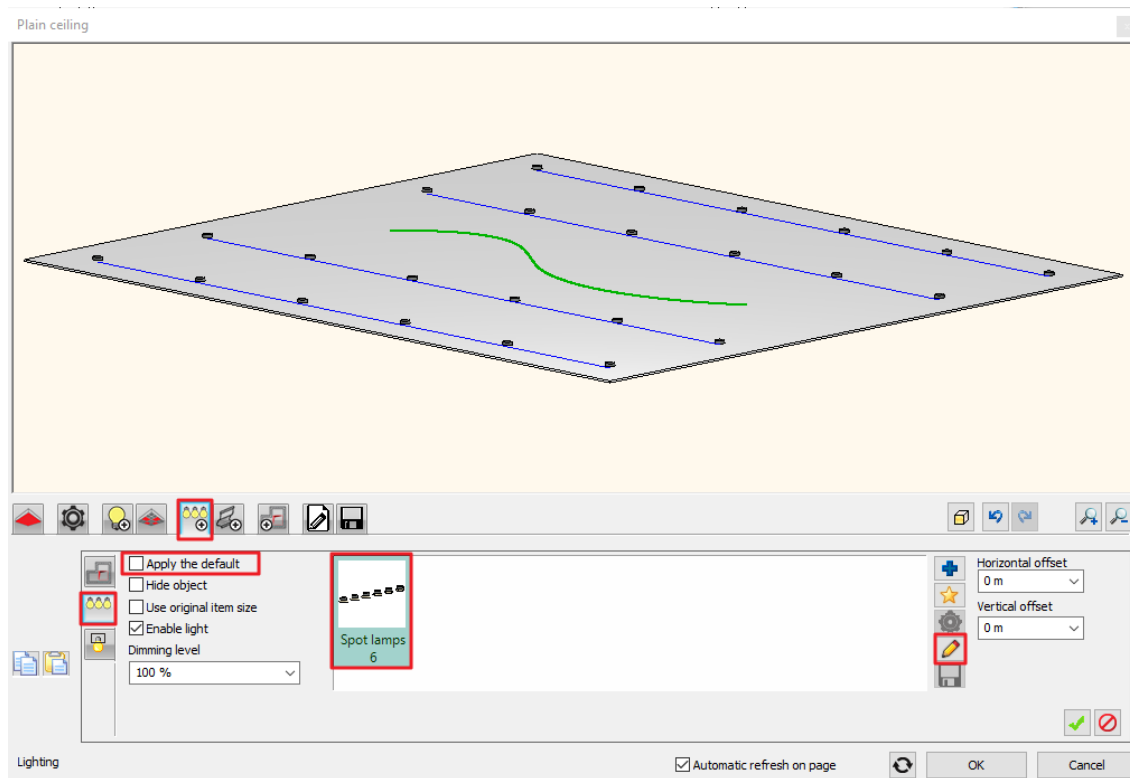 Plain ceiling
Apply the default
Hide object
Use original item size
Enable light
Dimming level
100 %
Spot lamps
6
Horizontal offset
0 m
Vertical offset
0 m
Lighting
Automatic refresh on page
OK
Cancel